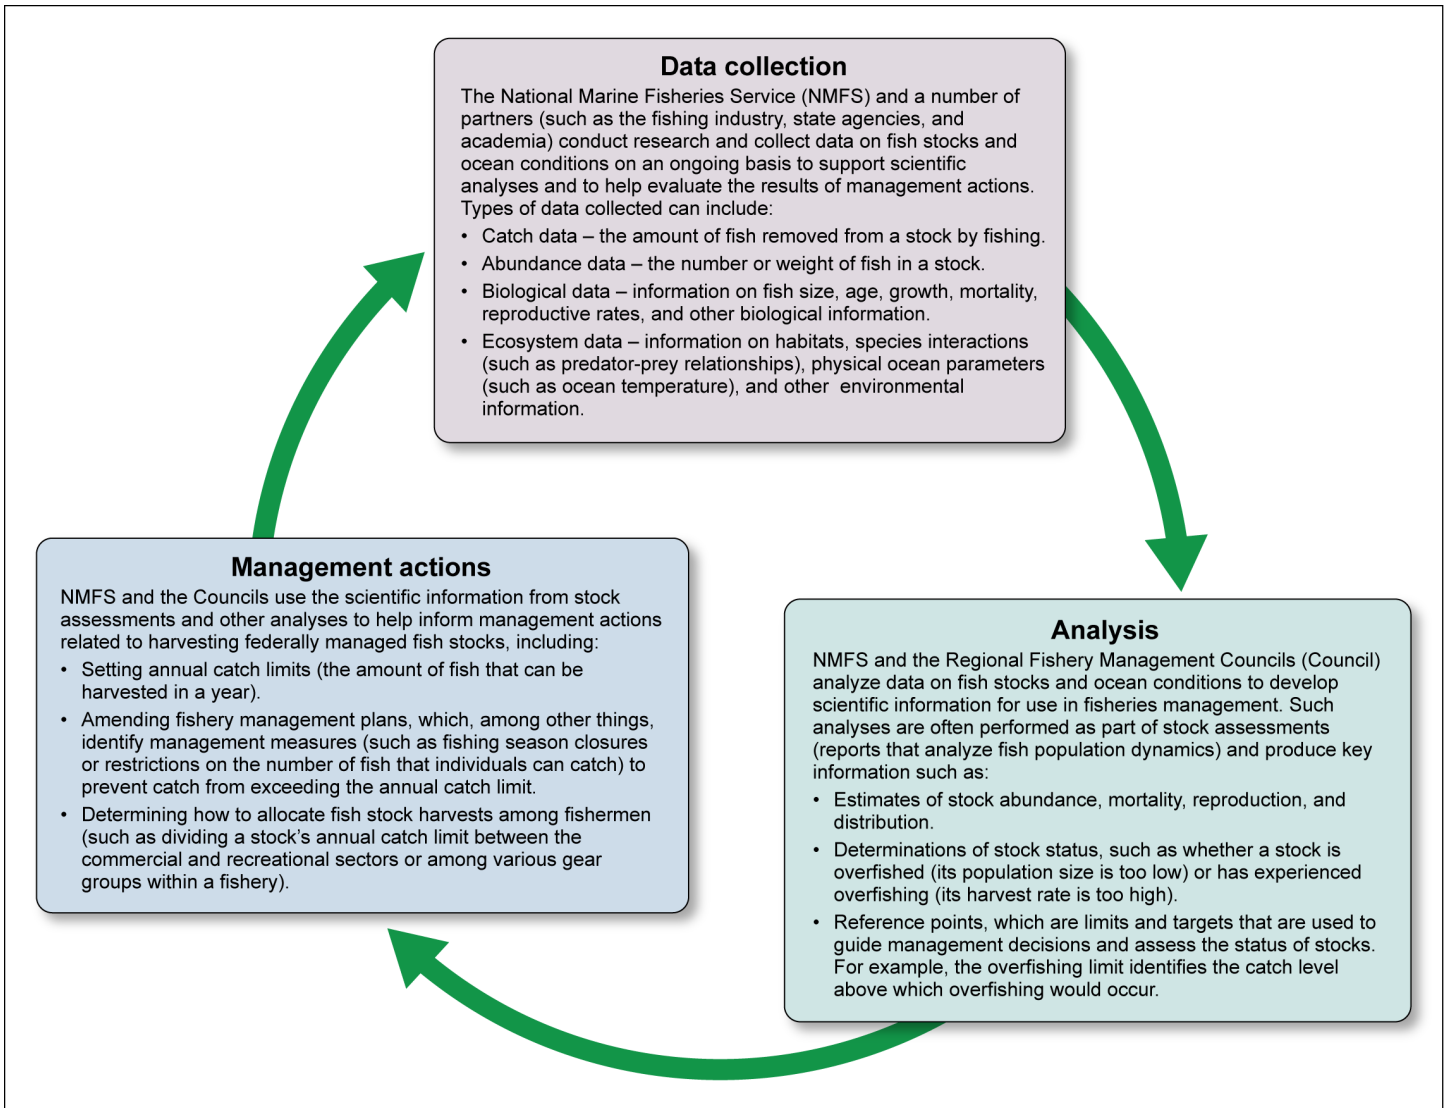 Data collection
The National Marine Fisheries Service (NMFS) and a number of
partners (such as the fishing industry, state agencies, and
academia) conduct research and collect data on fish stocks and
ocean conditions on an ongoing basis to support scientific
analyses and to help evaluate the results of management actions.
Types of data collected can include:
• Catch data – the amount of fish removed from a stock by fishing.
• Abundance data – the number or weight of fish in a stock.
• Biological data – information on fish size, age, growth, mortality,
reproductive rates, and other biological information.
• Ecosystem data – information on habitats, species interactions
(such as predator-prey relationships), physical ocean parameters
(such as ocean temperature), and other  environmental
information.
Management actions
NMFS and the Councils use the scientific information from stock
assessments and other analyses to help inform management actions
related to harvesting federally managed fish stocks, including:
• Setting annual catch limits (the amount of fish that can be
harvested in a year).
• Amending fishery management plans, which, among other things,
identify management measures (such as fishing season closures
or restrictions on the number of fish that individuals can catch) to
prevent catch from exceeding the annual catch limit.
• Determining how to allocate fish stock harvests among fishermen
(such as dividing a stock’s annual catch limit between the
commercial and recreational sectors or among various gear
groups within a fishery).
Analysis
NMFS and the Regional Fishery Management Councils (Council)
analyze data on fish stocks and ocean conditions to develop
scientific information for use in fisheries management. Such
analyses are often performed as part of stock assessments
(reports that analyze fish population dynamics) and produce key
information such as:
• Estimates of stock abundance, mortality, reproduction, and
distribution.
• Determinations of stock status, such as whether a stock is
overfished (its population size is too low) or has experienced
overfishing (its harvest rate is too high).
• Reference points, which are limits and targets that are used to
guide management decisions and assess the status of stocks.
For example, the overfishing limit identifies the catch level
above which overfishing would occur.